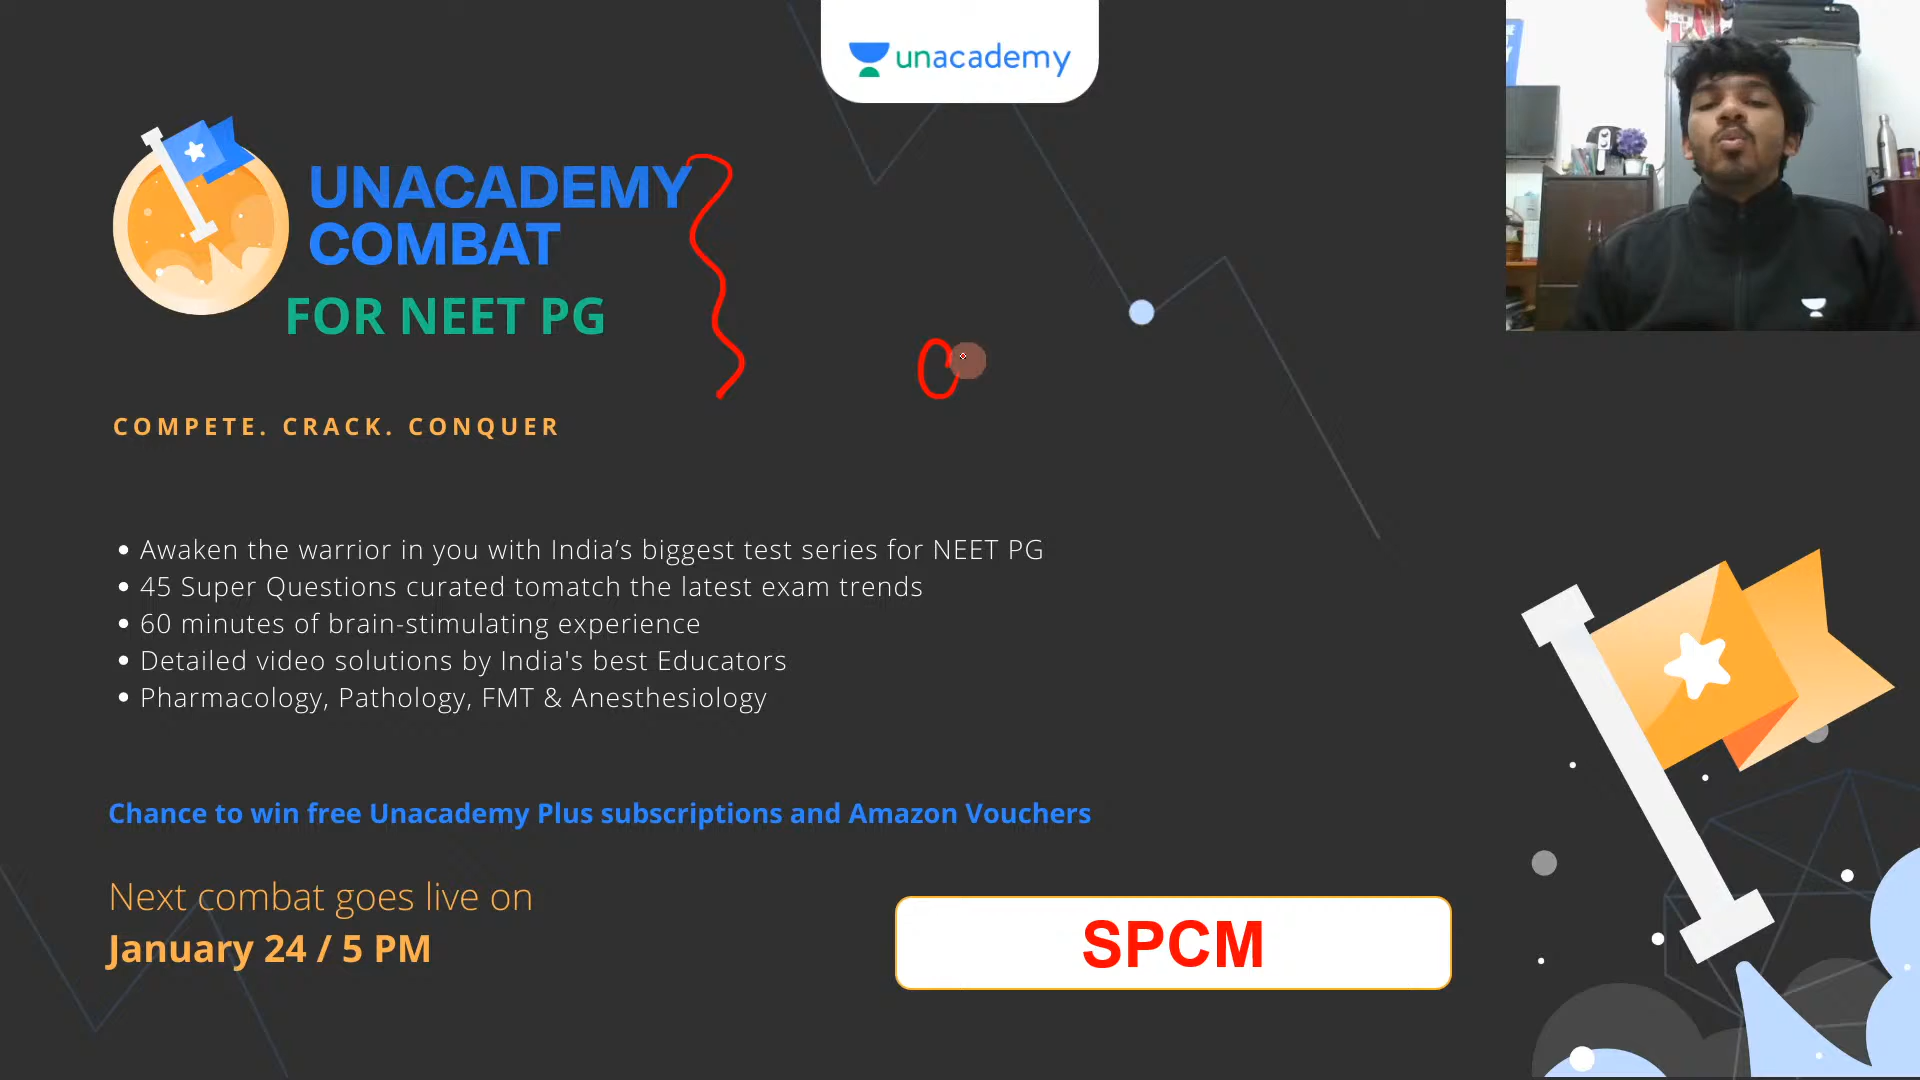 unacademy
UNACADEMY
COMBAT
FOR NEET PG
COMPETE. CRACK. CONQUER
• Awaken the warrior in you with India’s biggest test series for NEET PG
• 45 Super Questions curated tomatch the latest exam trends
• 60 minutes of brain-stimulating experience
• Detailed video solutions by India's best Educators
• Pharmacology, Pathology, FMT & Anesthesiology
Chance to win free Unacademy Plus subscriptions and Amazon Vouchers
Next combat goes live on
January 24 / 5 PM
SPCM